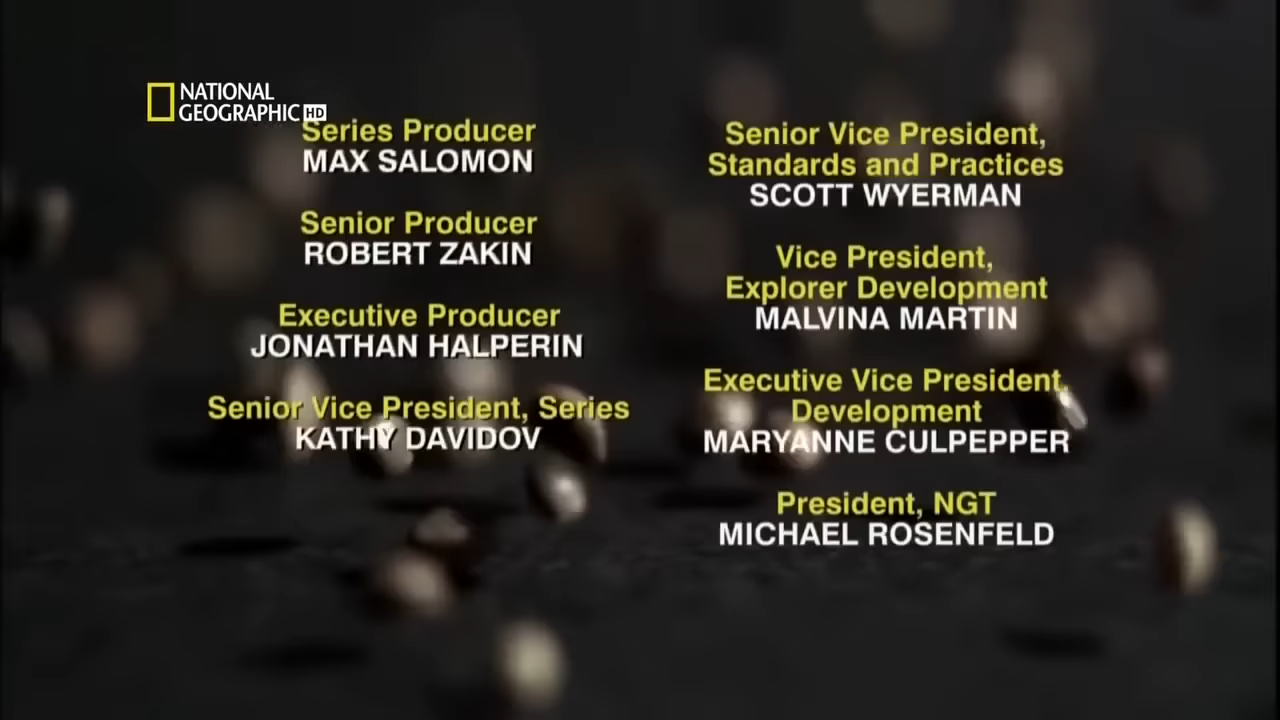 NATIONAL
GEOGRAPHIC HD
Series Producer
MAX SALOMON
Senior Producer
ROBERT ZAKIN
Executive Producer
JONATHAN HALPERIN
Senior Vice President, Series
KATHY DAVIDOV
Senior Vice President,
Standards and Practices
SCOTT WYERMAN
Vice President,
Explorer Development
MALVINA MARTIN
Executive Vice President,
Development
MARYANNE CULPEPPER
President, NGT
MICHAEL ROSENFELD